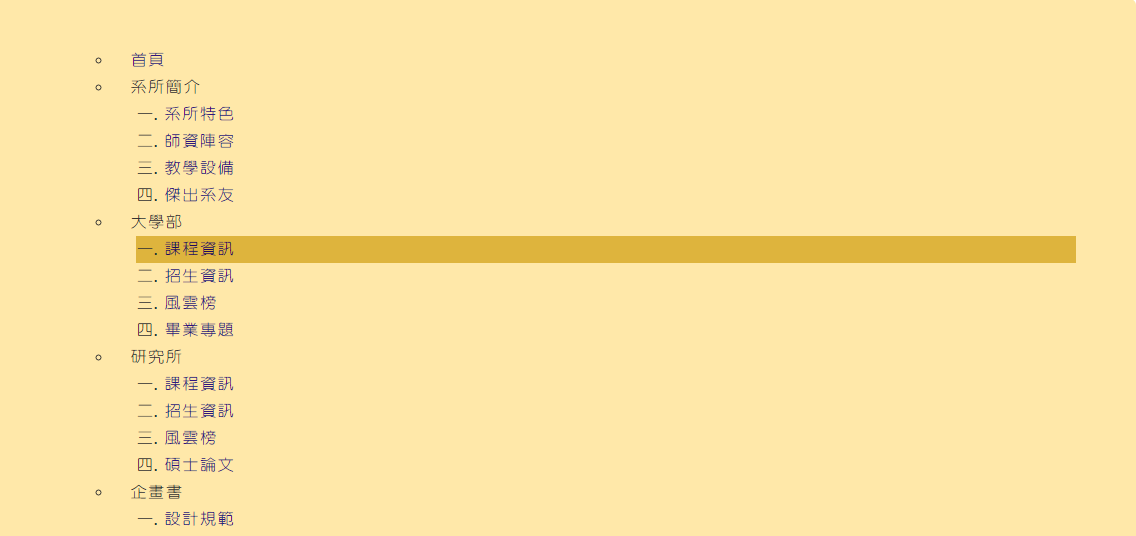 首頁
系所簡介
一. 系所特色
二. 師資陣容
三. 教學設備
四. 傑出系友
大學部
一. 課程資訊
二. 招生資訊
三. 風雲榜
四. 畢業專題
研究所
一. 課程資訊
二. 招生資訊
三. 風雲榜
四. 碩士論文
企畫書
一. 設計規範